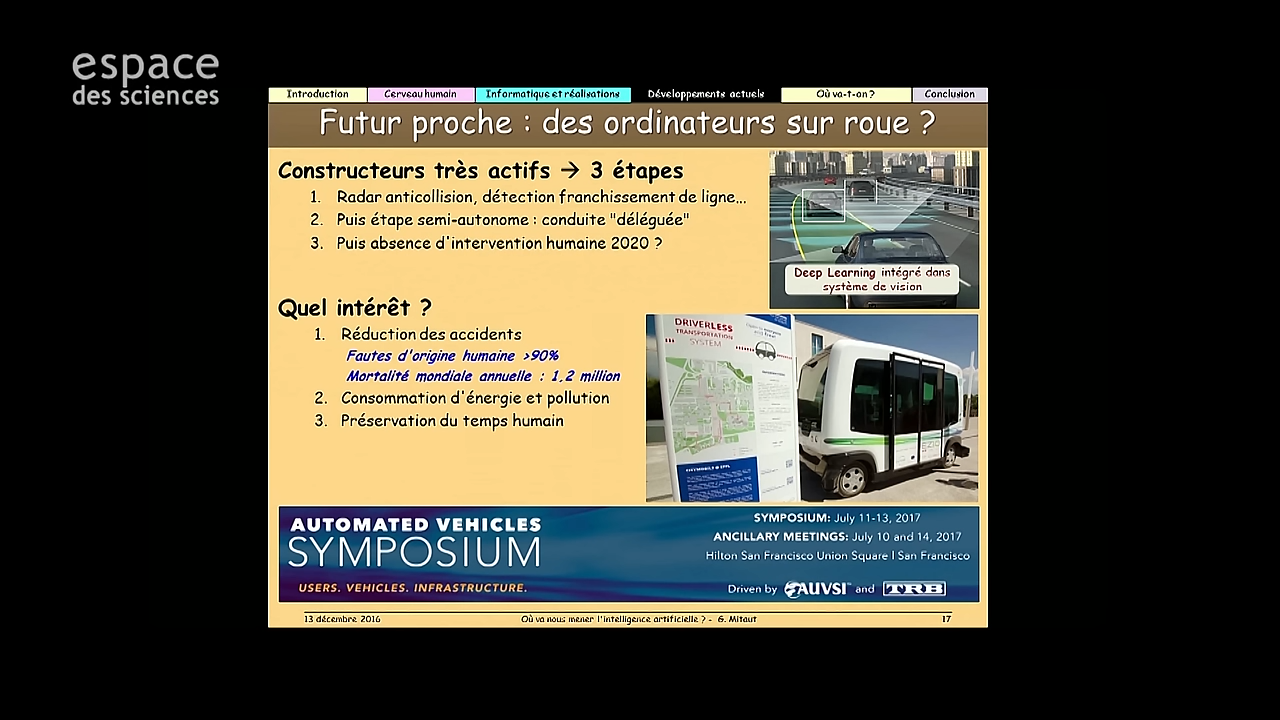 espace
des sciences
Introduction
Cerveau humain
Informatique et réalisations
Développements actuels
Où va-t-on ?
Conclusion
Futur proche : des ordinateurs sur roue ?
Constructeurs très actifs → 3 étapes
1. Radar anticollision, détection franchissement de ligne...
2. Puis étape semi-autonome : conduite "déléguée"
3. Puis absence d'intervention humaine 2020 ?
Deep Learning intégré dans
système de vision
Quel intérêt ?
1. Réduction des accidents
Fautes d'origine humaine >90%
Mortalité mondiale annuelle : 1,2 million
2. Consommation d'énergie et pollution
3. Préservation du temps humain
DRIVERLESS
TRANSPORTATION
SYSTEM
AUTOMATED VEHICLES
SYMPOSIUM
USERS. VEHICLES. INFRASTRUCTURE.
SYMPOSIUM: July 11-13, 2017
ANCILLARY MEETINGS: July 10 and 14, 2017
Hilton San Francisco Union Square | San Francisco
Driven by AUVSI™ and TRB
13 décembre 2016
Où va nous mener l'intelligence artificielle ? - G. Mitaut
17